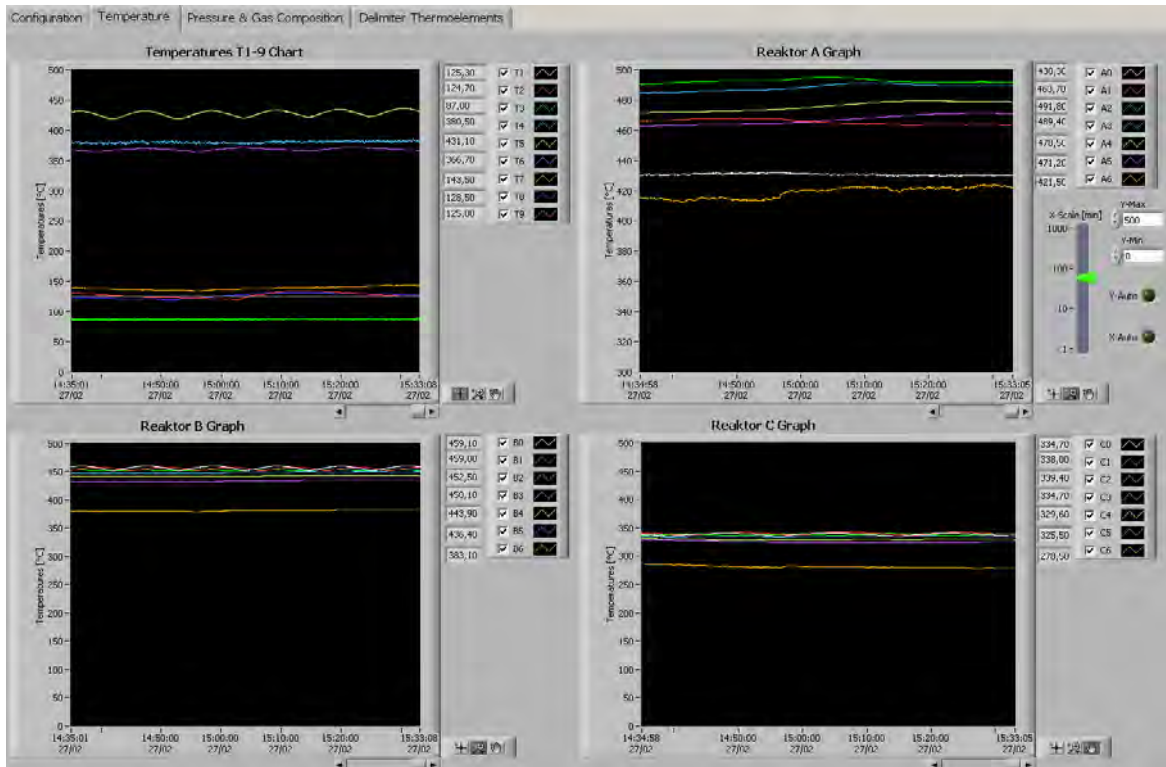 Configuration Temperature Pressure & Gas Composition Delimiter Thermoelements
Temperatures T1-9 Chart
500
450
400
350
300
250
200
150
100
50
0
Temperatures [°C]
14:35:01 27/02
14:50:00 27/02
15:00:00 27/02
15:10:00 27/02
15:20:00 27/02
15:33:08 27/02
125,30 T1
124,70 T2
87,00 T3
380,50 T4
431,10 T5
366,70 T6
143,50 T7
128,50 T8
125,00 T9
Reaktor A Graph
500
480
460
440
420
400
380
360
340
320
300
Temperatures [°C]
14:34:58 27/02
14:50:00 27/02
15:00:00 27/02
15:10:00 27/02
15:20:00 27/02
15:33:05 27/02
A0
463,70 A1
491,80 A2
489,40 A3
478,50 A4
471,20 A5
421,50 A6
X-Scale [min]
1000
100
10
1
Y-Max
500
Y-Min
0
Y-Auto
X-Auto
Reaktor B Graph
500
450
400
350
300
250
200
150
100
50
0
Temperatures [°C]
14:35:01 27/02
14:50:00 27/02
15:00:00 27/02
15:10:00 27/02
15:20:00 27/02
15:33:08 27/02
459,10 B0
459,00 B1
452,50 B2
450,10 B3
443,90 B4
436,40 B5
383,10 B6
Reaktor C Graph
500
450
400
350
300
250
200
150
100
50
0
Temperatures [°C]
14:34:58 27/02
14:50:00 27/02
15:00:00 27/02
15:10:00 27/02
15:20:00 27/02
15:33:05 27/02
334,70 C0
338,00 C1
339,40 C2
334,70 C3
329,60 C4
325,50 C5
C6